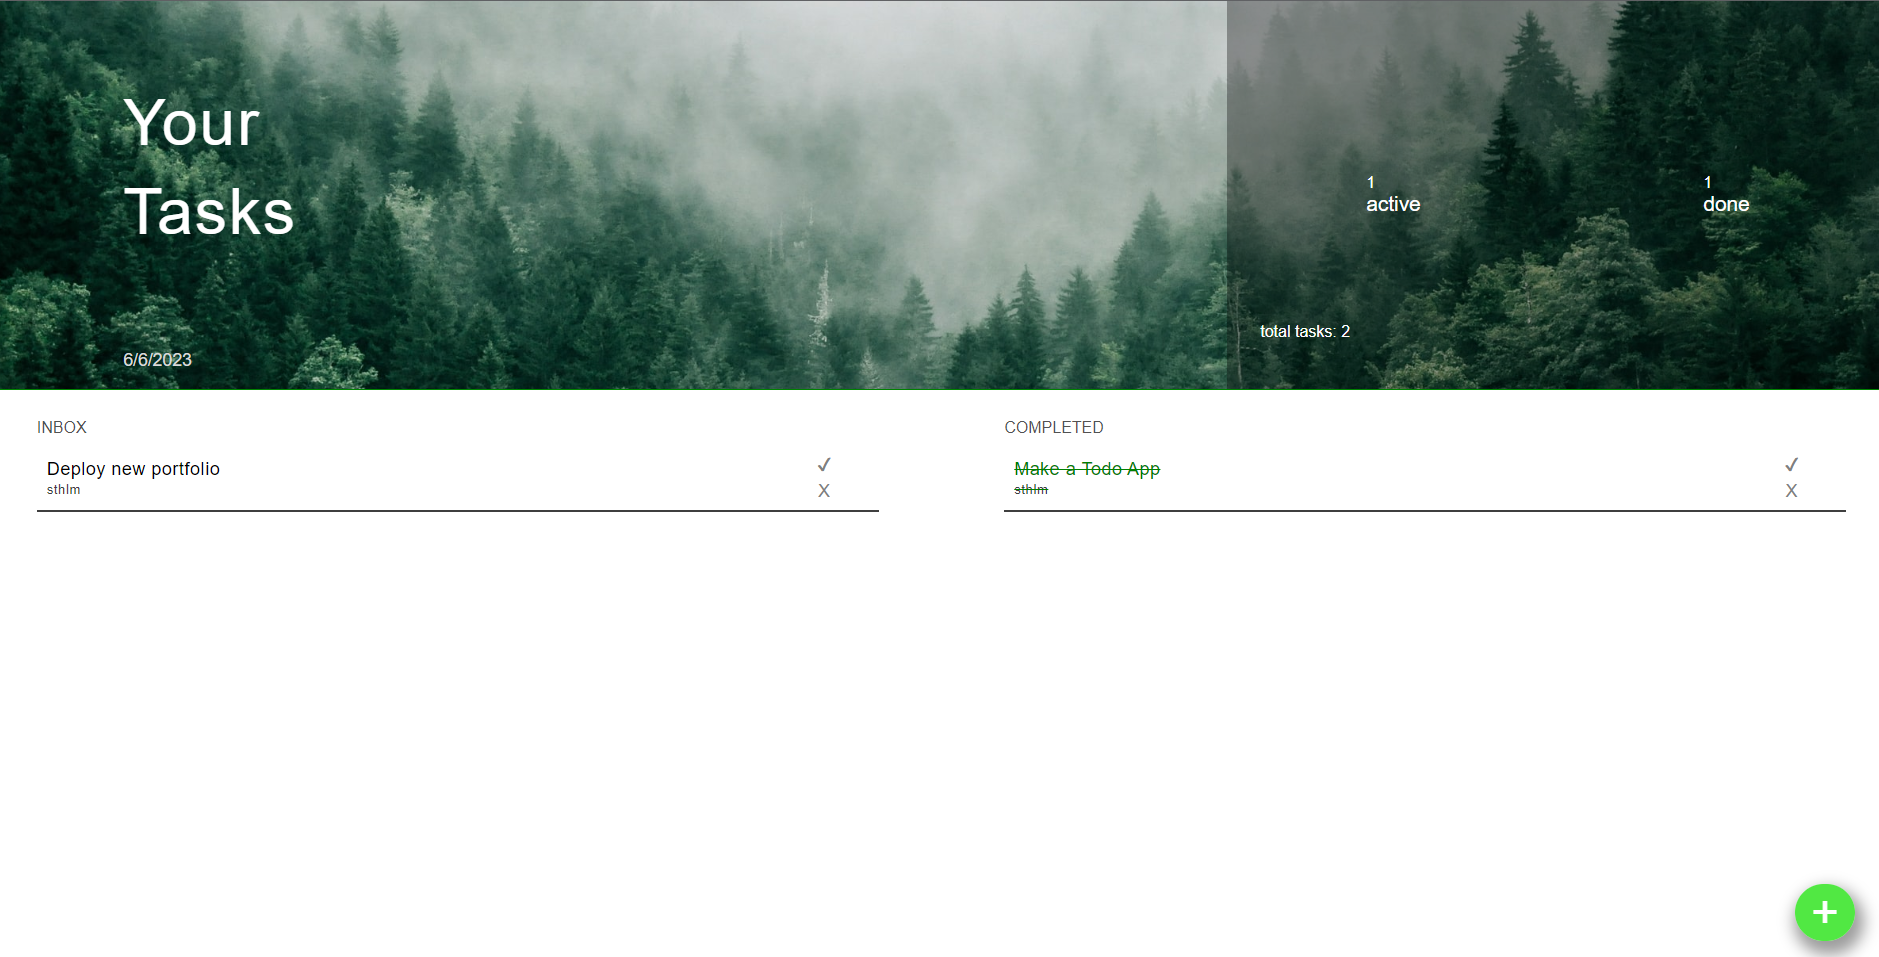 Your
Tasks
6/6/2023
1
active
1
done
total tasks: 2
INBOX
Deploy new portfolio
sthlm
✓
X
COMPLETED
Make a Todo App
sthlm
✓
X
+